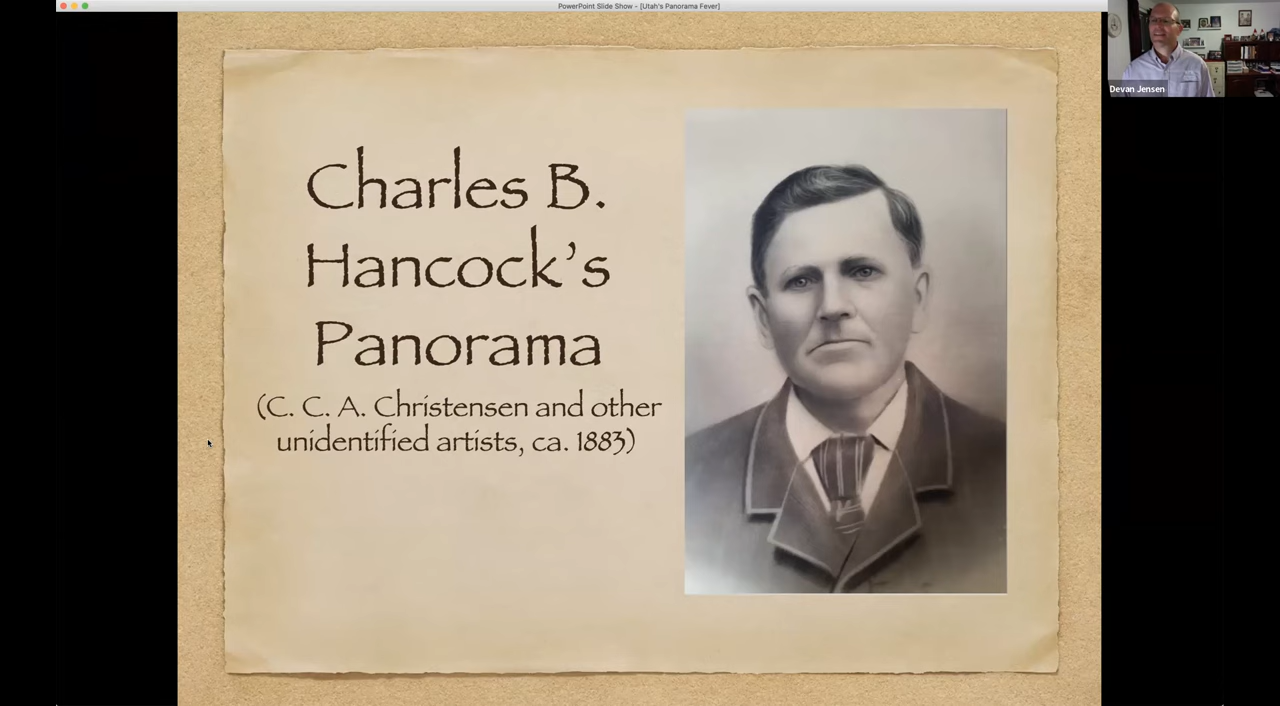 PowerPoint Slide Show - [Utah's Panorama Fever]
Devan Jensen
Charles B.
Hancock’s
Panorama
(C. C. A. Christensen and other
unidentified artists, ca. 1883)